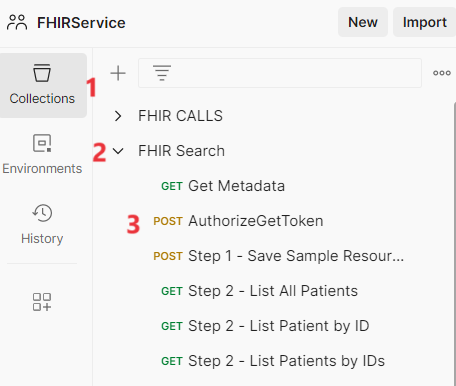 FHIRService
New
Import
1
Collections
FHIR CALLS
2
FHIR Search
Environments
GET Get Metadata
3
POST AuthorizeGetToken
History
POST Step 1 - Save Sample Resour...
GET Step 2 - List All Patients
GET Step 2 - List Patient by ID
GET Step 2 - List Patients by IDs